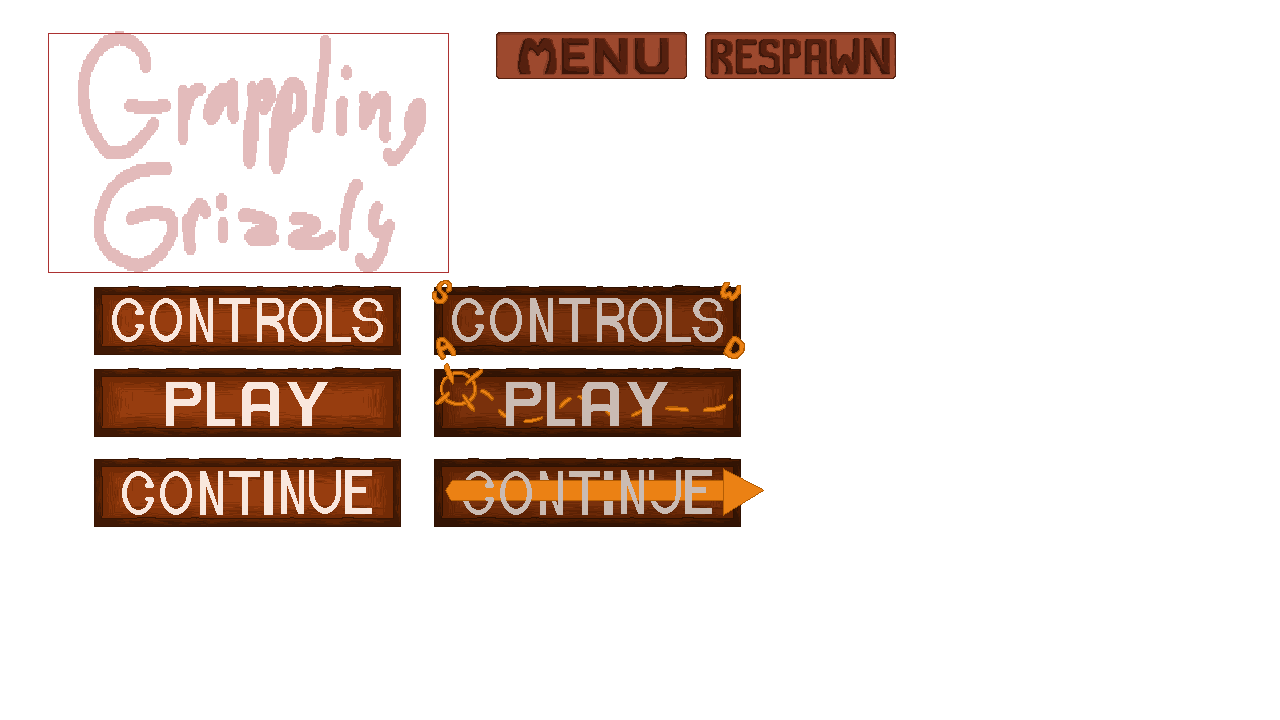 Grappling
Grizzly
MENU
RESPAWN
CONTROLS
S W
CONTROLS
A D
PLAY
PLAY
CONTINUE
CONTINUE